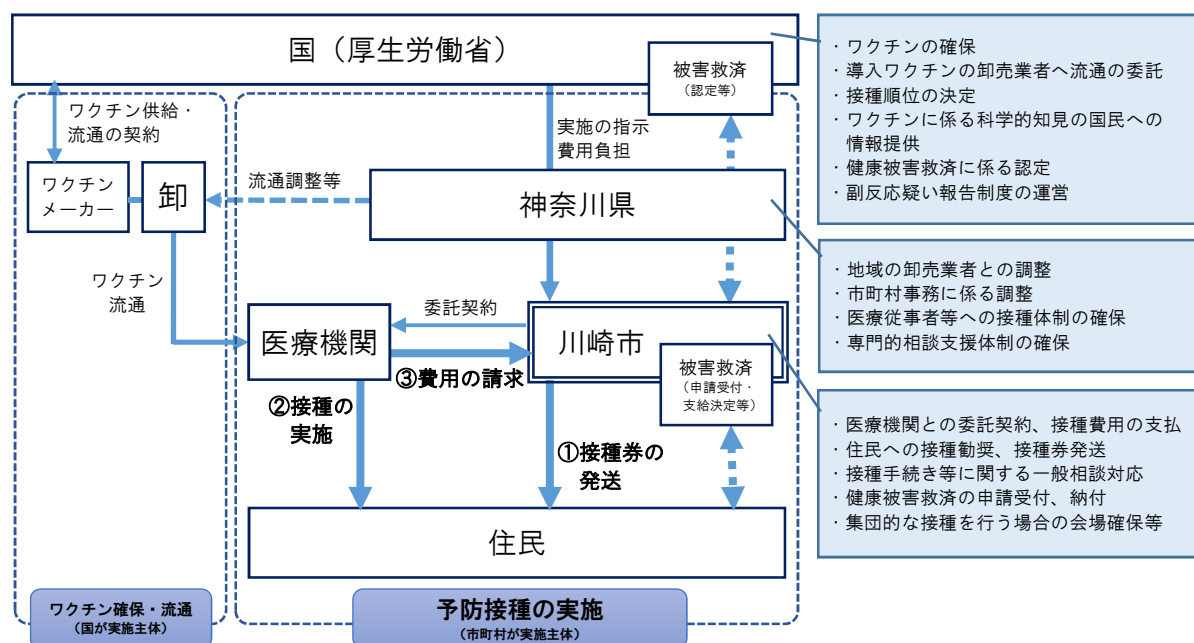 国（厚生労働省）
被害救済
（認定等）
ワクチン供給・
流通の契約
実施の指示
費用負担
ワクチン
メーカー
卸
流通調整等
神奈川県
ワクチン
流通
委託契約
医療機関
川崎市
③費用の請求
被害救済
（申請受付・
支給決定等）
②接種の
実施
①接種券の
発送
住民
ワクチン確保・流通
（国が実施主体）
予防接種の実施
（市町村が実施主体）
・ワクチンの確保
・導入ワクチンの卸売業者へ流通の委託
・接種順位の決定
・ワクチンに係る科学的知見の国民への
情報提供
・健康被害救済に係る認定
・副反応疑い報告制度の運営
・地域の卸売業者との調整
・市町村事務に係る調整
・医療従事者等への接種体制の確保
・専門的相談支援体制の確保
・医療機関との委託契約、接種費用の支払
・住民への接種勧奨、接種券発送
・接種手続き等に関する一般相談対応
・健康被害救済の申請受付、納付
・集団的な接種を行う場合の会場確保等